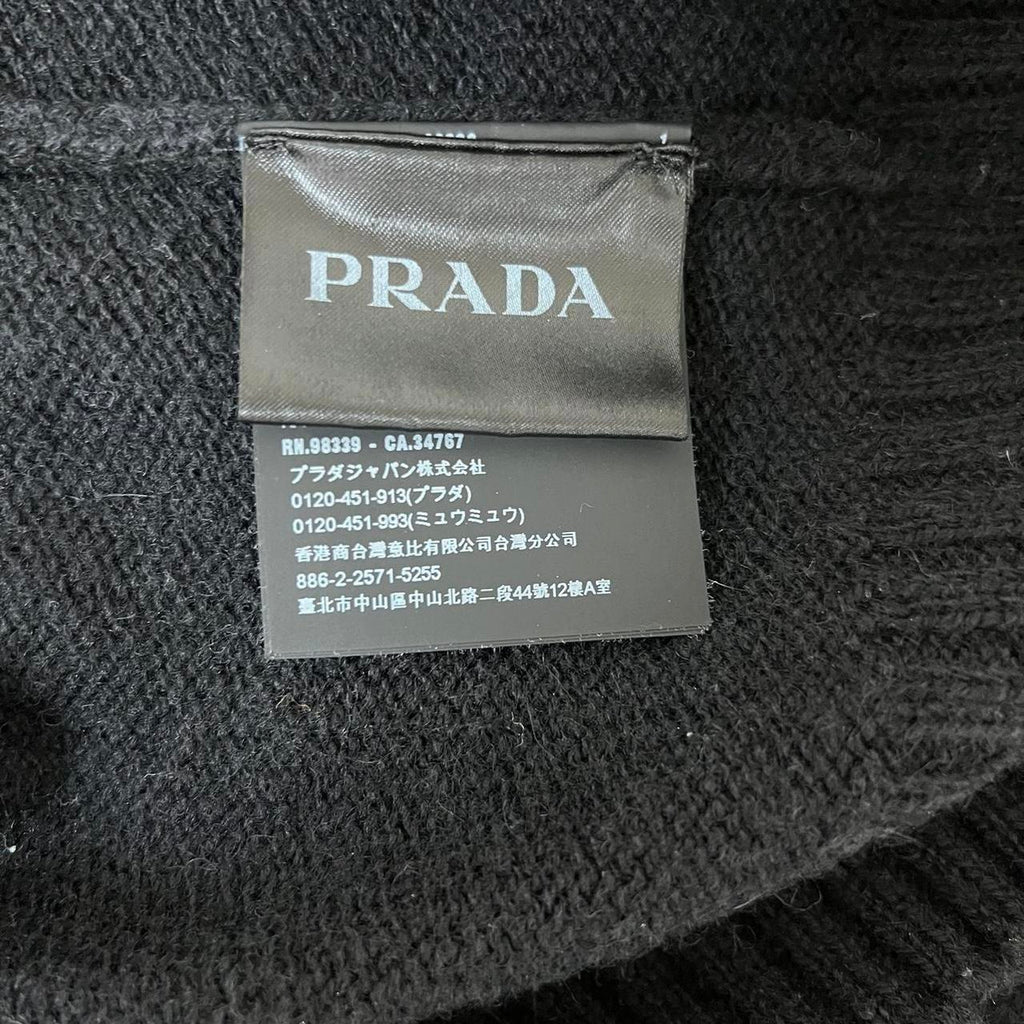 PRADA
RN.98339 - CA.34767
プラダジャパン株式会社
0120-451-913(プラダ)
0120-451-993(ミュウミュウ)
香港商台灣意比有限公司台灣分公司
886-2-2571-5255
臺北市中山區中山北路二段44號12樓A室